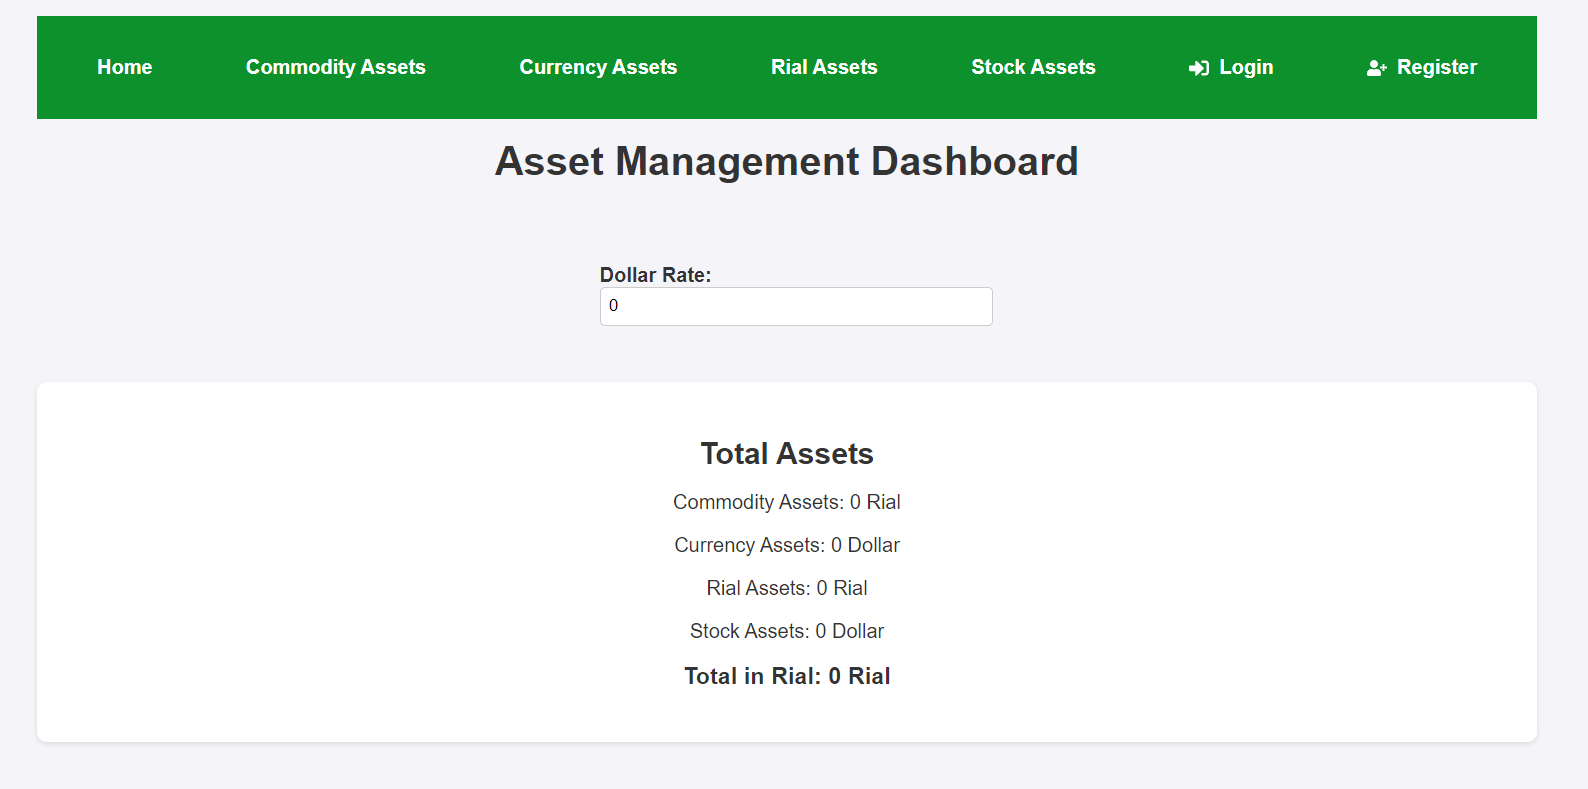 Home Commodity Assets Currency Assets Rial Assets Stock Assets Login Register
Asset Management Dashboard
Dollar Rate:
0
Total Assets
Commodity Assets: 0 Rial
Currency Assets: 0 Dollar
Rial Assets: 0 Rial
Stock Assets: 0 Dollar
Total in Rial: 0 Rial